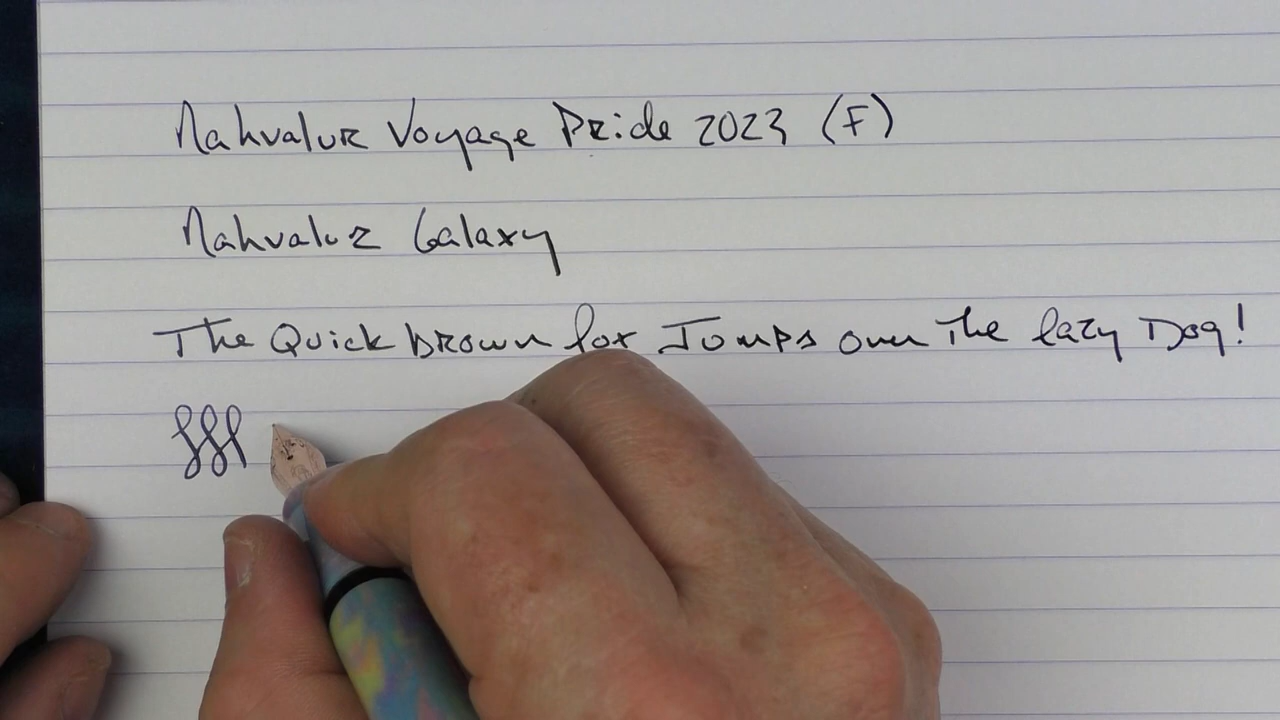 Nahvalur Voyage Pride 2023 (F)
Nahvalur Galaxy
The Quick brown fox Jumps over The lazy Dog!